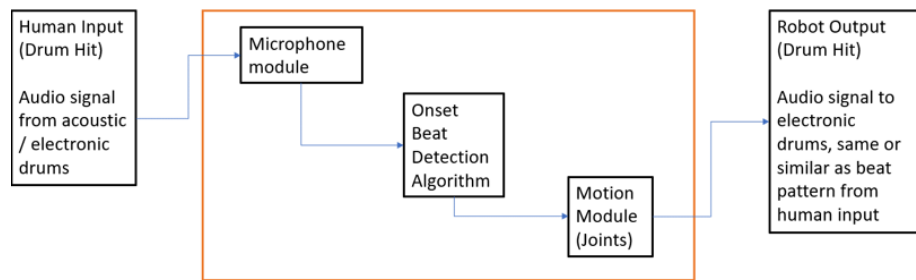 Human Input
(Drum Hit)
Audio signal
from acoustic
/ electronic
drums
Microphone
module
Onset
Beat
Detection
Algorithm
Motion
Module
(Joints)
Robot Output
(Drum Hit)
Audio signal to
electronic
drums, same or
similar as beat
pattern from
human input